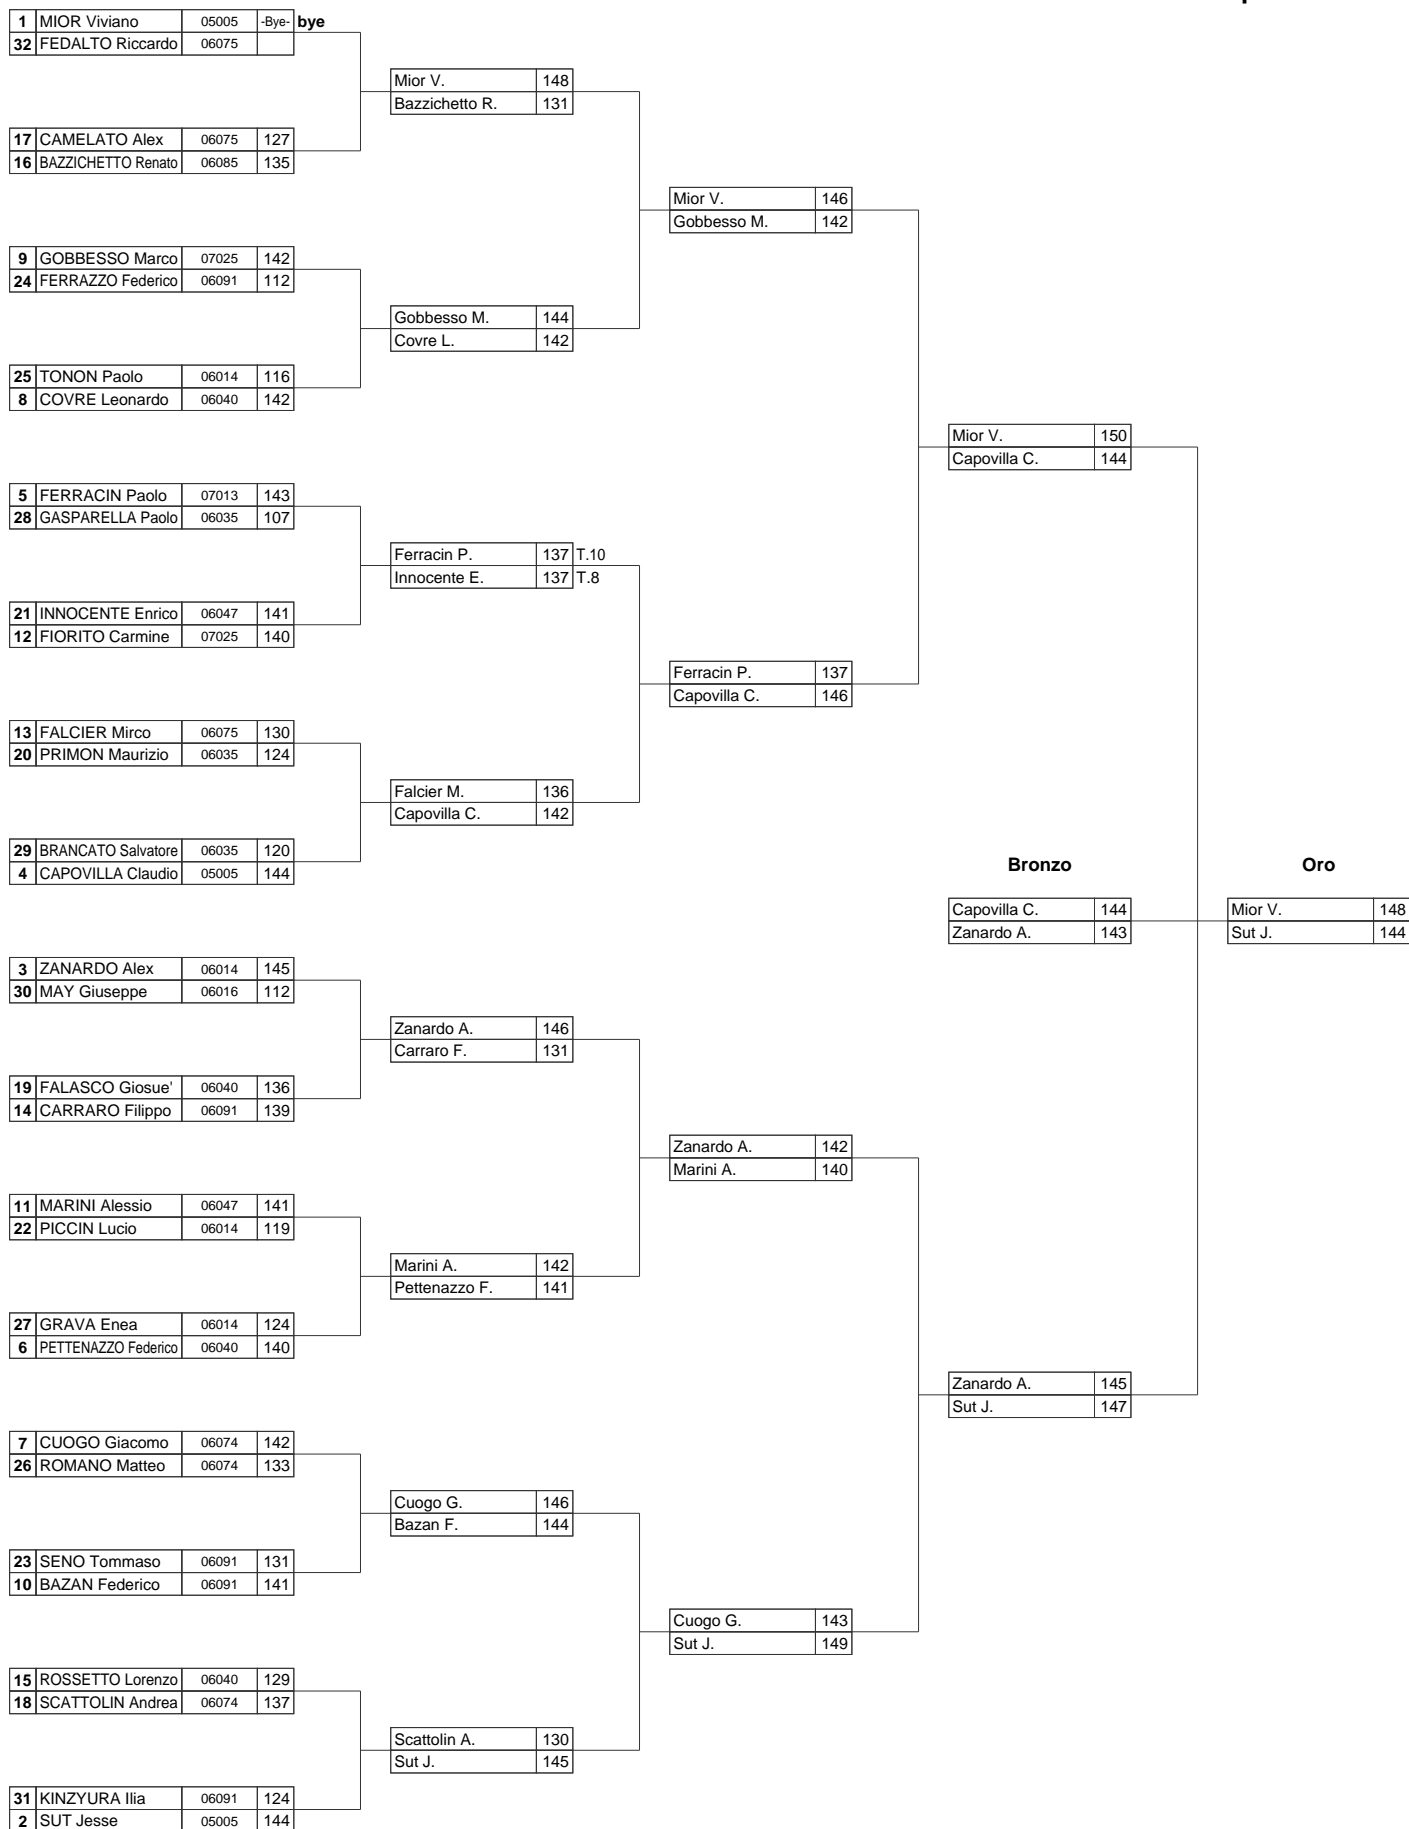 1 MIOR Viviano 05005 -Bye- bye
32 FEDALTO Riccardo 06075
Mior V. 148
Bazzichetto R. 131
17 CAMELATO Alex 06075 127
16 BAZZICHETTO Renato 06085 135
Mior V. 146
Gobbesso M. 142
9 GOBBESSO Marco 07025 142
24 FERRAZZO Federico 06091 112
Gobbesso M. 144
Covre L. 142
25 TONON Paolo 06014 116
8 COVRE Leonardo 06040 142
Mior V. 150
Capovilla C. 144
5 FERRACIN Paolo 07013 143
28 GASPARELLA Paolo 06035 107
Ferracin P. 137 T.10
Innocente E. 137 T.8
21 INNOCENTE Enrico 06047 141
12 FIORITO Carmine 07025 140
Ferracin P. 137
Capovilla C. 146
13 FALCIER Mirco 06075 130
20 PRIMON Maurizio 06035 124
Falcier M. 136
Capovilla C. 142
29 BRANCATO Salvatore 06035 120
4 CAPOVILLA Claudio 05005 144
Bronzo Oro
Capovilla C. 144 Mior V. 148
Zanardo A. 143 Sut J. 144
3 ZANARDO Alex 06014 145
30 MAY Giuseppe 06016 112
Zanardo A. 146
Carraro F. 131
19 FALASCO Giosue' 06040 136
14 CARRARO Filippo 06091 139
Zanardo A. 142
Marini A. 140
11 MARINI Alessio 06047 141
22 PICCIN Lucio 06014 119
Marini A. 142
Pettenazzo F. 141
27 GRAVA Enea 06014 124
6 PETTENAZZO Federico 06040 140
Zanardo A. 145
Sut J. 147
7 CUOGO Giacomo 06074 142
26 ROMANO Matteo 06074 133
Cuogo G. 146
Bazan F. 144
23 SENO Tommaso 06091 131
10 BAZAN Federico 06091 141
Cuogo G. 143
Sut J. 149
15 ROSSETTO Lorenzo 06040 129
18 SCATTOLIN Andrea 06074 137
Scattolin A. 130
Sut J. 145
31 KINZYURA Ilia 06091 124
2 SUT Jesse 05005 144